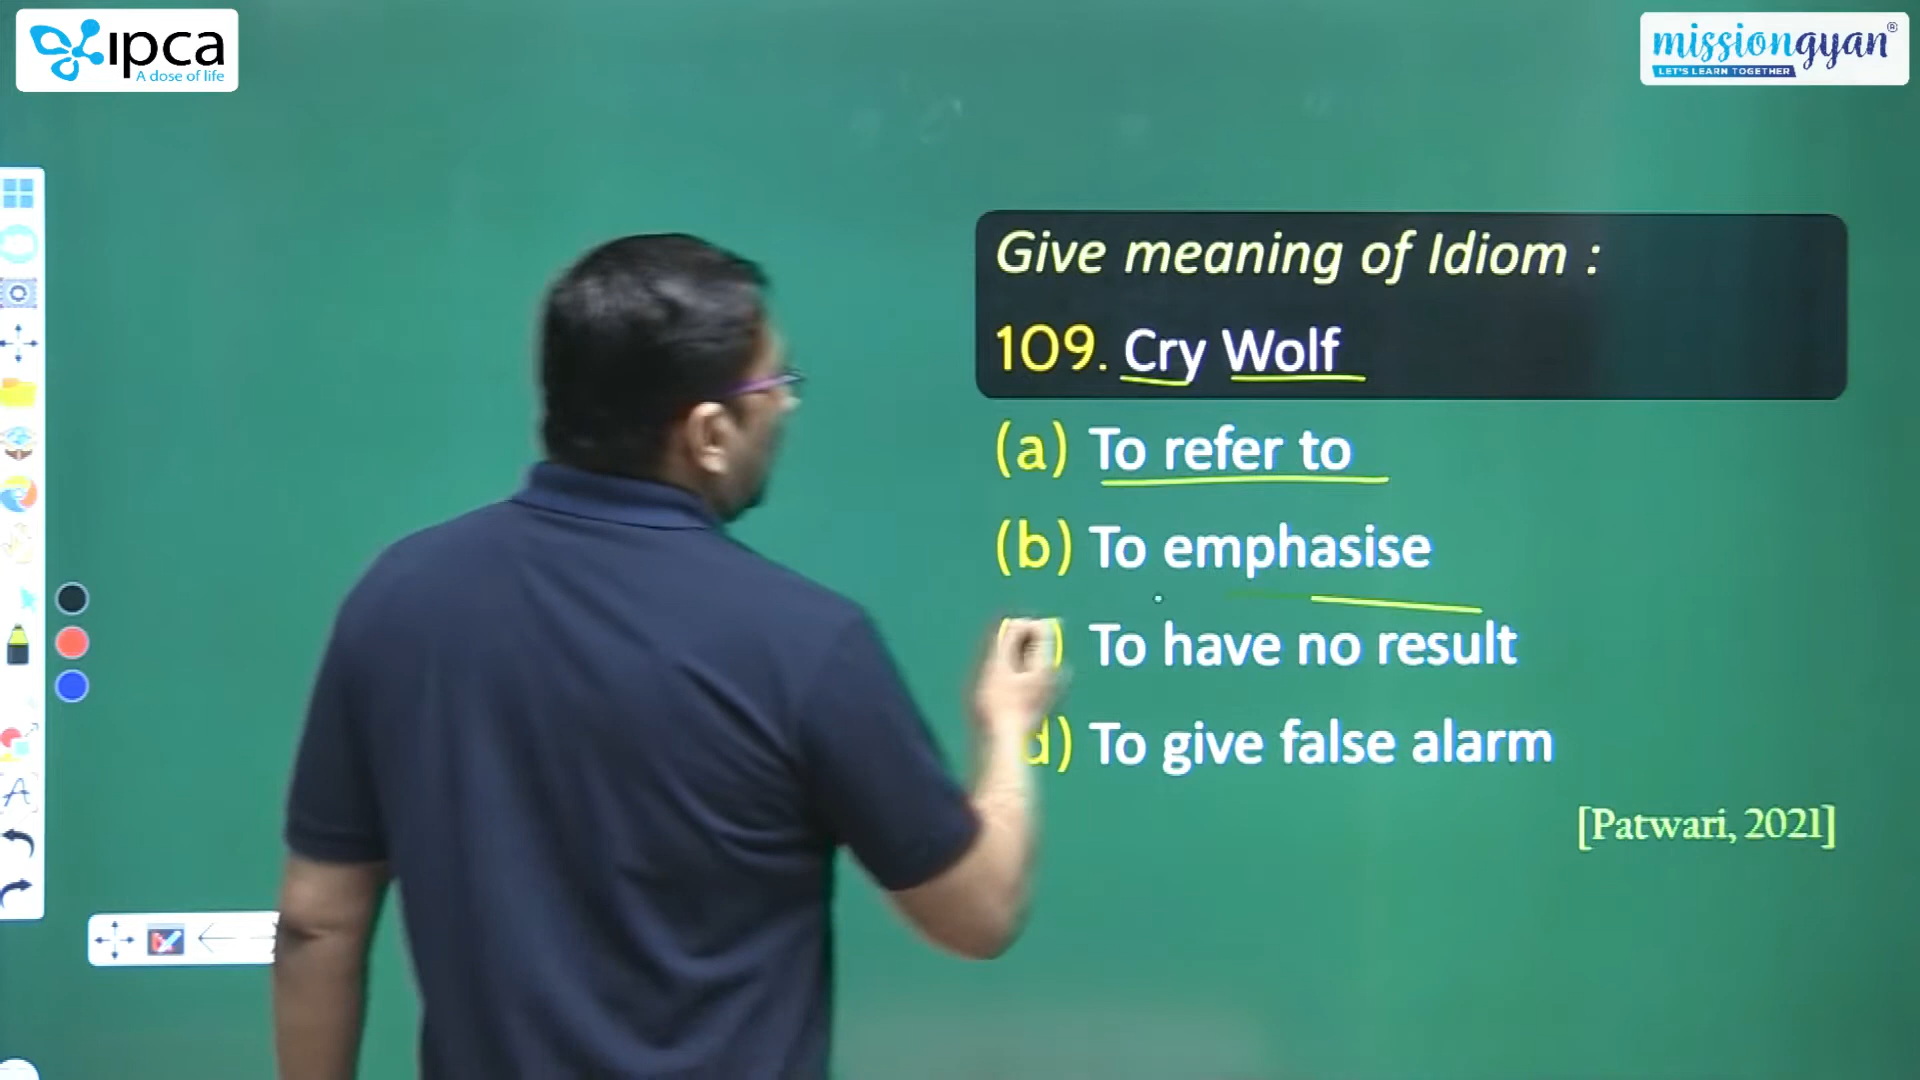 ipca
A dose of life
missiongyan®
LET'S LEARN TOGETHER
Give meaning of Idiom :
109. Cry Wolf
(a) To refer to
(b) To emphasise
) To have no result
d) To give false alarm
[Patwari, 2021]